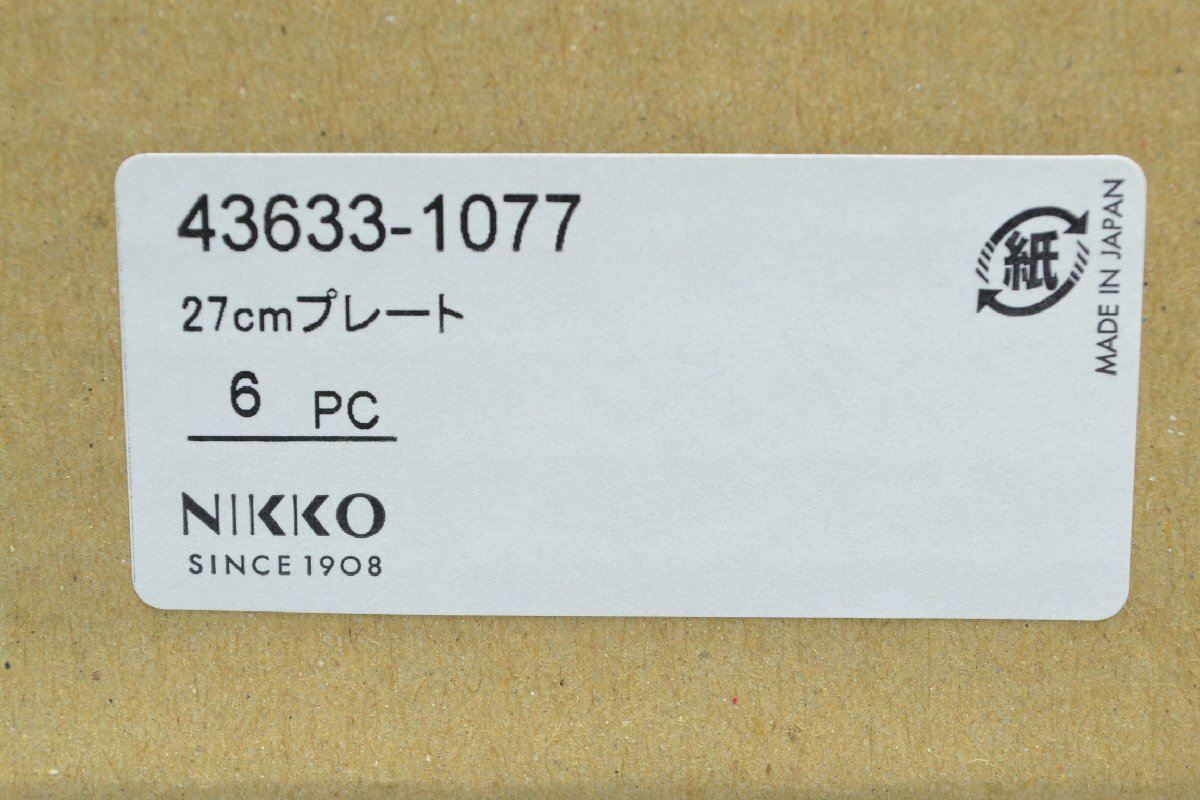 43633-1077
27cmプレート
6 PC
NIKKO
SINCE 1908
紙
MADE IN JAPAN